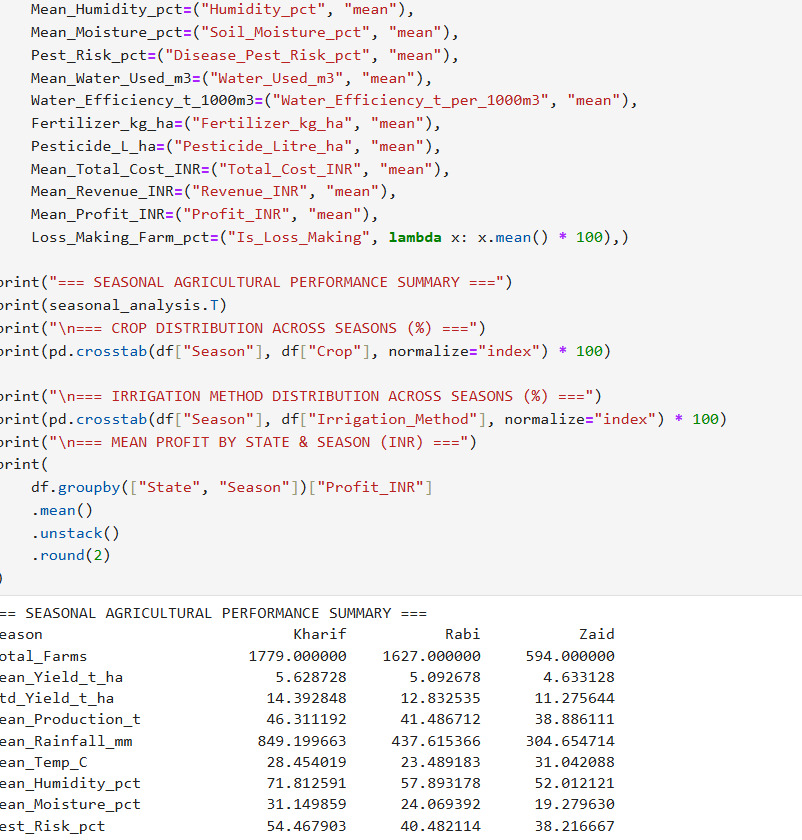 Mean_Humidity_pct=("Humidity_pct", "mean"),
Mean_Moisture_pct=("Soil_Moisture_pct", "mean"),
Pest_Risk_pct=("Disease_Pest_Risk_pct", "mean"),
Mean_Water_Used_m3=("Water_Used_m3", "mean"),
Water_Efficiency_t_1000m3=("Water_Efficiency_t_per_1000m3", "mean"),
Fertilizer_kg_ha=("Fertilizer_kg_ha", "mean"),
Pesticide_L_ha=("Pesticide_Litre_ha", "mean"),
Mean_Total_Cost_INR=("Total_Cost_INR", "mean"),
Mean_Revenue_INR=("Revenue_INR", "mean"),
Mean_Profit_INR=("Profit_INR", "mean"),
Loss_Making_Farm_pct=("Is_Loss_Making", lambda x: x.mean() * 100),)
print("=== SEASONAL AGRICULTURAL PERFORMANCE SUMMARY ===")
print(seasonal_analysis.T)
print("\n=== CROP DISTRIBUTION ACROSS SEASONS (%) ===")
print(pd.crosstab(df["Season"], df["Crop"], normalize="index") * 100)
print("\n=== IRRIGATION METHOD DISTRIBUTION ACROSS SEASONS (%) ===")
print(pd.crosstab(df["Season"], df["Irrigation_Method"], normalize="index") * 100)
print("\n=== MEAN PROFIT BY STATE & SEASON (INR) ===")
print(
df.groupby(["State", "Season"])["Profit_INR"]
.mean()
.unstack()
.round(2)
)
== SEASONAL AGRICULTURAL PERFORMANCE SUMMARY ===
eason Kharif Rabi Zaid
otal_Farms 1779.000000 1627.000000 594.000000
ean_Yield_t_ha 5.628728 5.092678 4.633128
td_Yield_t_ha 14.392848 12.832535 11.275644
ean_Production_t 46.311192 41.486712 38.886111
ean_Rainfall_mm 849.199663 437.615366 304.654714
ean_Temp_C 28.454019 23.489183 31.042088
ean_Humidity_pct 71.812591 57.893178 52.012121
ean_Moisture_pct 31.149859 24.069392 19.279630
est_Risk_pct 54.467903 40.482114 38.216667